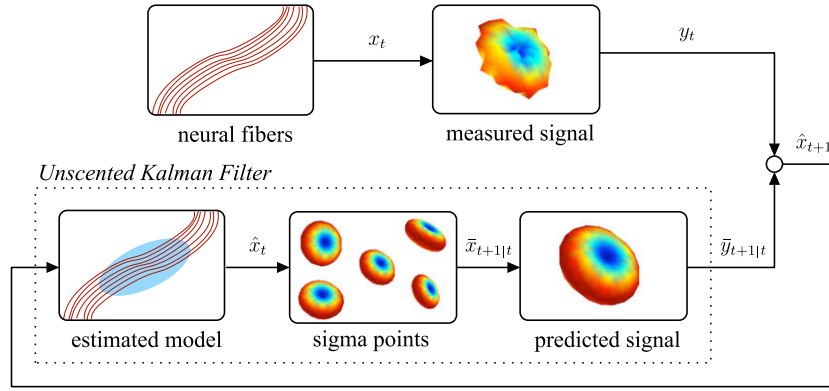 x_t
y_t
neural fibers
measured signal
x̂_{t+1}
Unscented Kalman Filter
x̂_t
x̄_{t+1|t}
ȳ_{t+1|t}
estimated model
sigma points
predicted signal